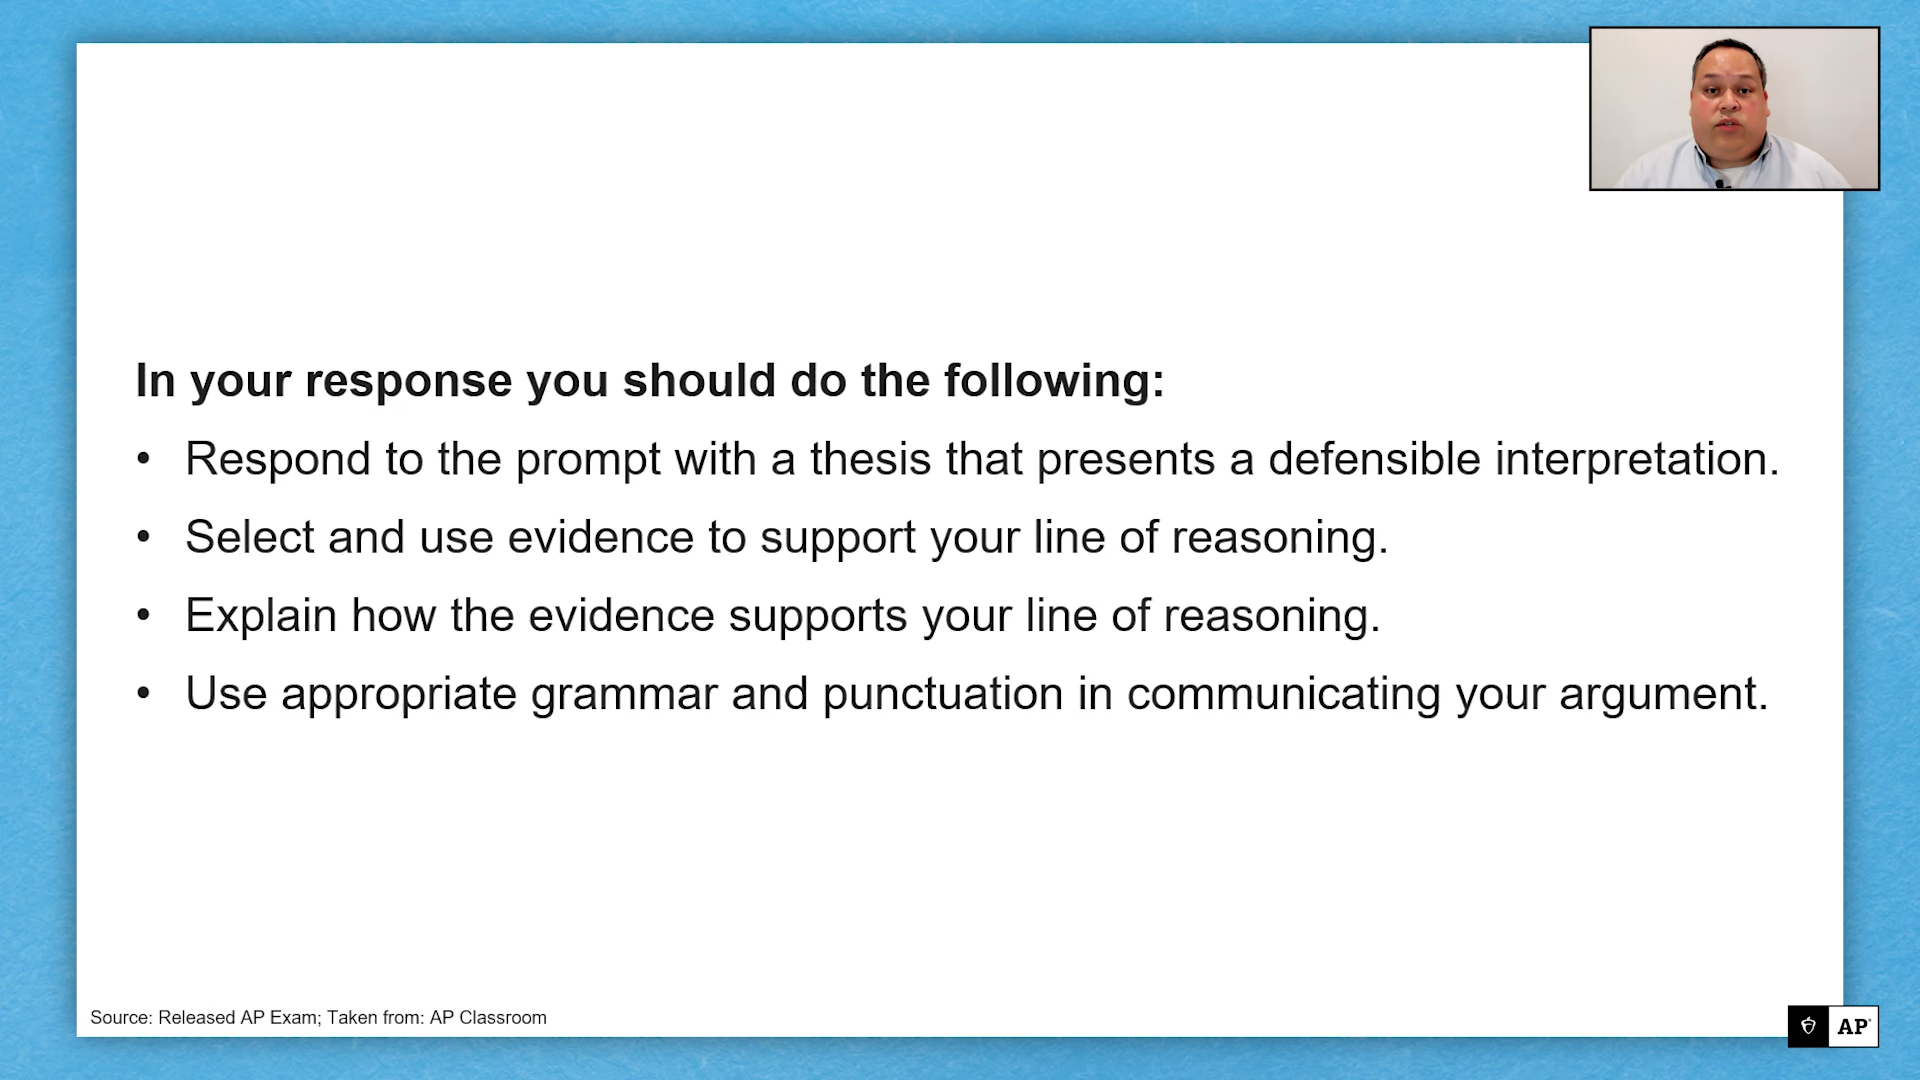 In your response you should do the following:
• Respond to the prompt with a thesis that presents a defensible interpretation.
• Select and use evidence to support your line of reasoning.
• Explain how the evidence supports your line of reasoning.
• Use appropriate grammar and punctuation in communicating your argument.
Source: Released AP Exam; Taken from: AP Classroom
AP